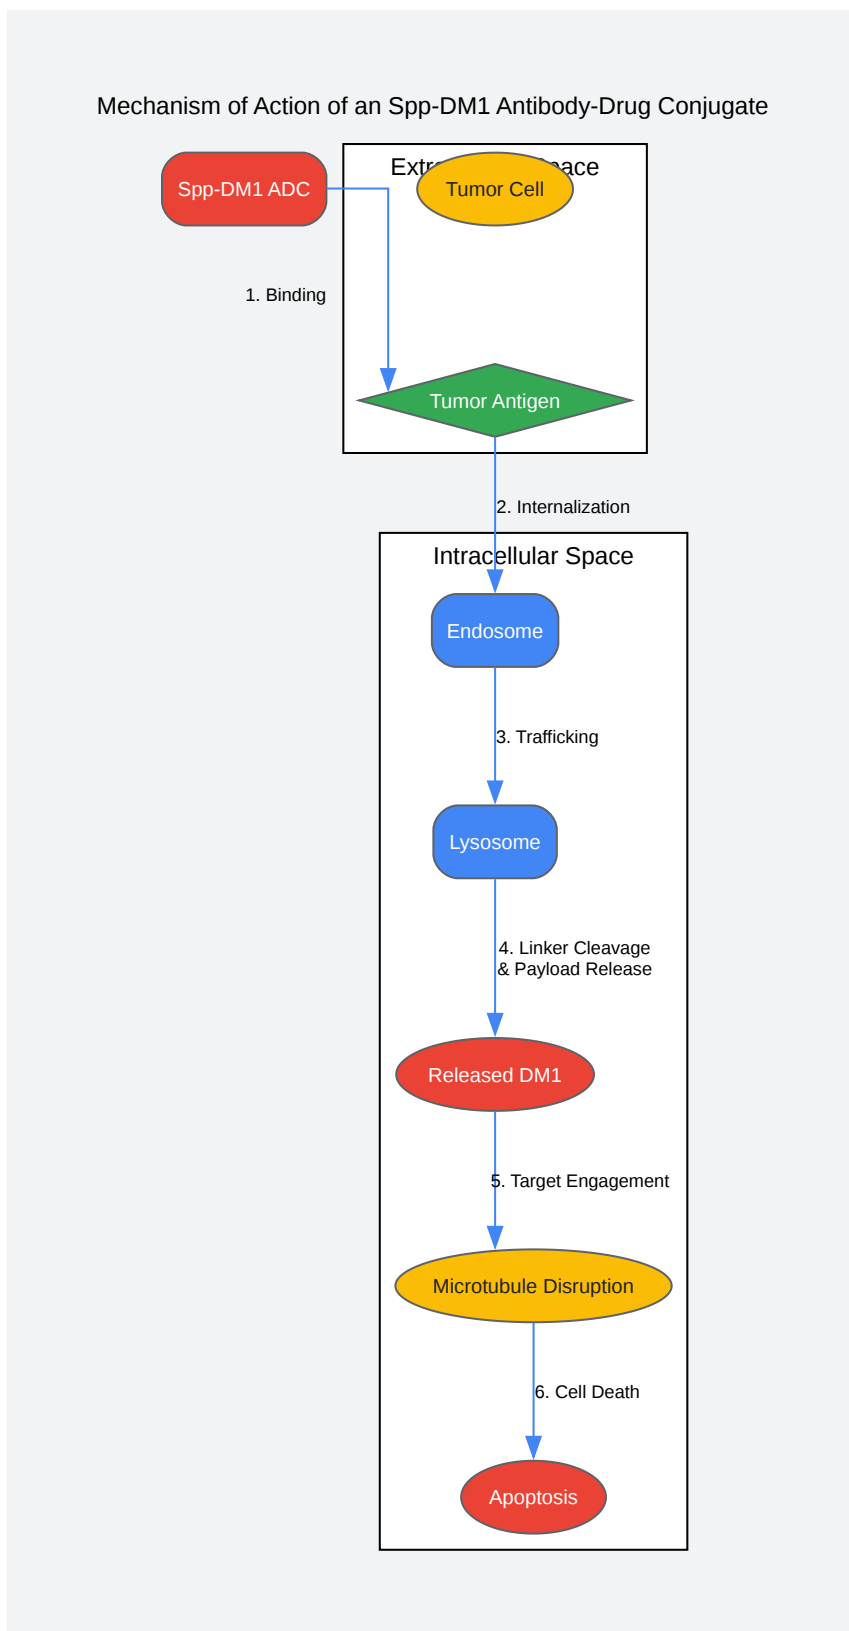 Mechanism of Action of an Spp-DM1 Antibody-Drug Conjugate
Spp-DM1 ADC
Tumor Cell
1. Binding
Tumor Antigen
2. Internalization
Intracellular Space
Endosome
3. Trafficking
Lysosome
4. Linker Cleavage
& Payload Release
Released DM1
5. Target Engagement
Microtubule Disruption
6. Cell Death
Apoptosis